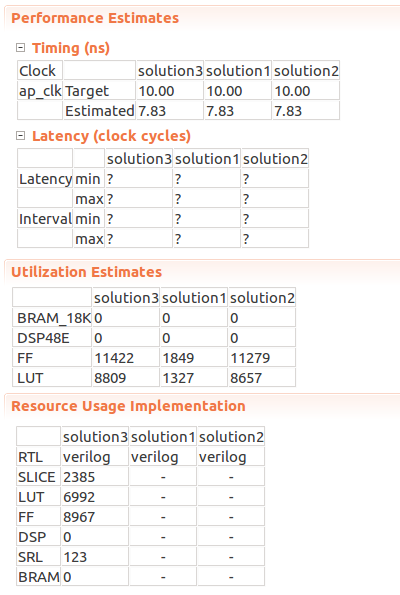 Performance Estimates
Timing (ns)
Clock solution3 solution1 solution2
ap_clk Target 10.00 10.00 10.00
Estimated 7.83 7.83 7.83
Latency (clock cycles)
solution3 solution1 solution2
Latency min ? ? ?
max ? ? ?
Interval min ? ? ?
max ? ? ?
Utilization Estimates
solution3 solution1 solution2
BRAM_18K 0 0 0
DSP48E 0 0 0
FF 11422 1849 11279
LUT 8809 1327 8657
Resource Usage Implementation
solution3 solution1 solution2
RTL verilog verilog verilog
SLICE 2385 - -
LUT 6992 - -
FF 8967 - -
DSP 0 - -
SRL 123 - -
BRAM 0 - -